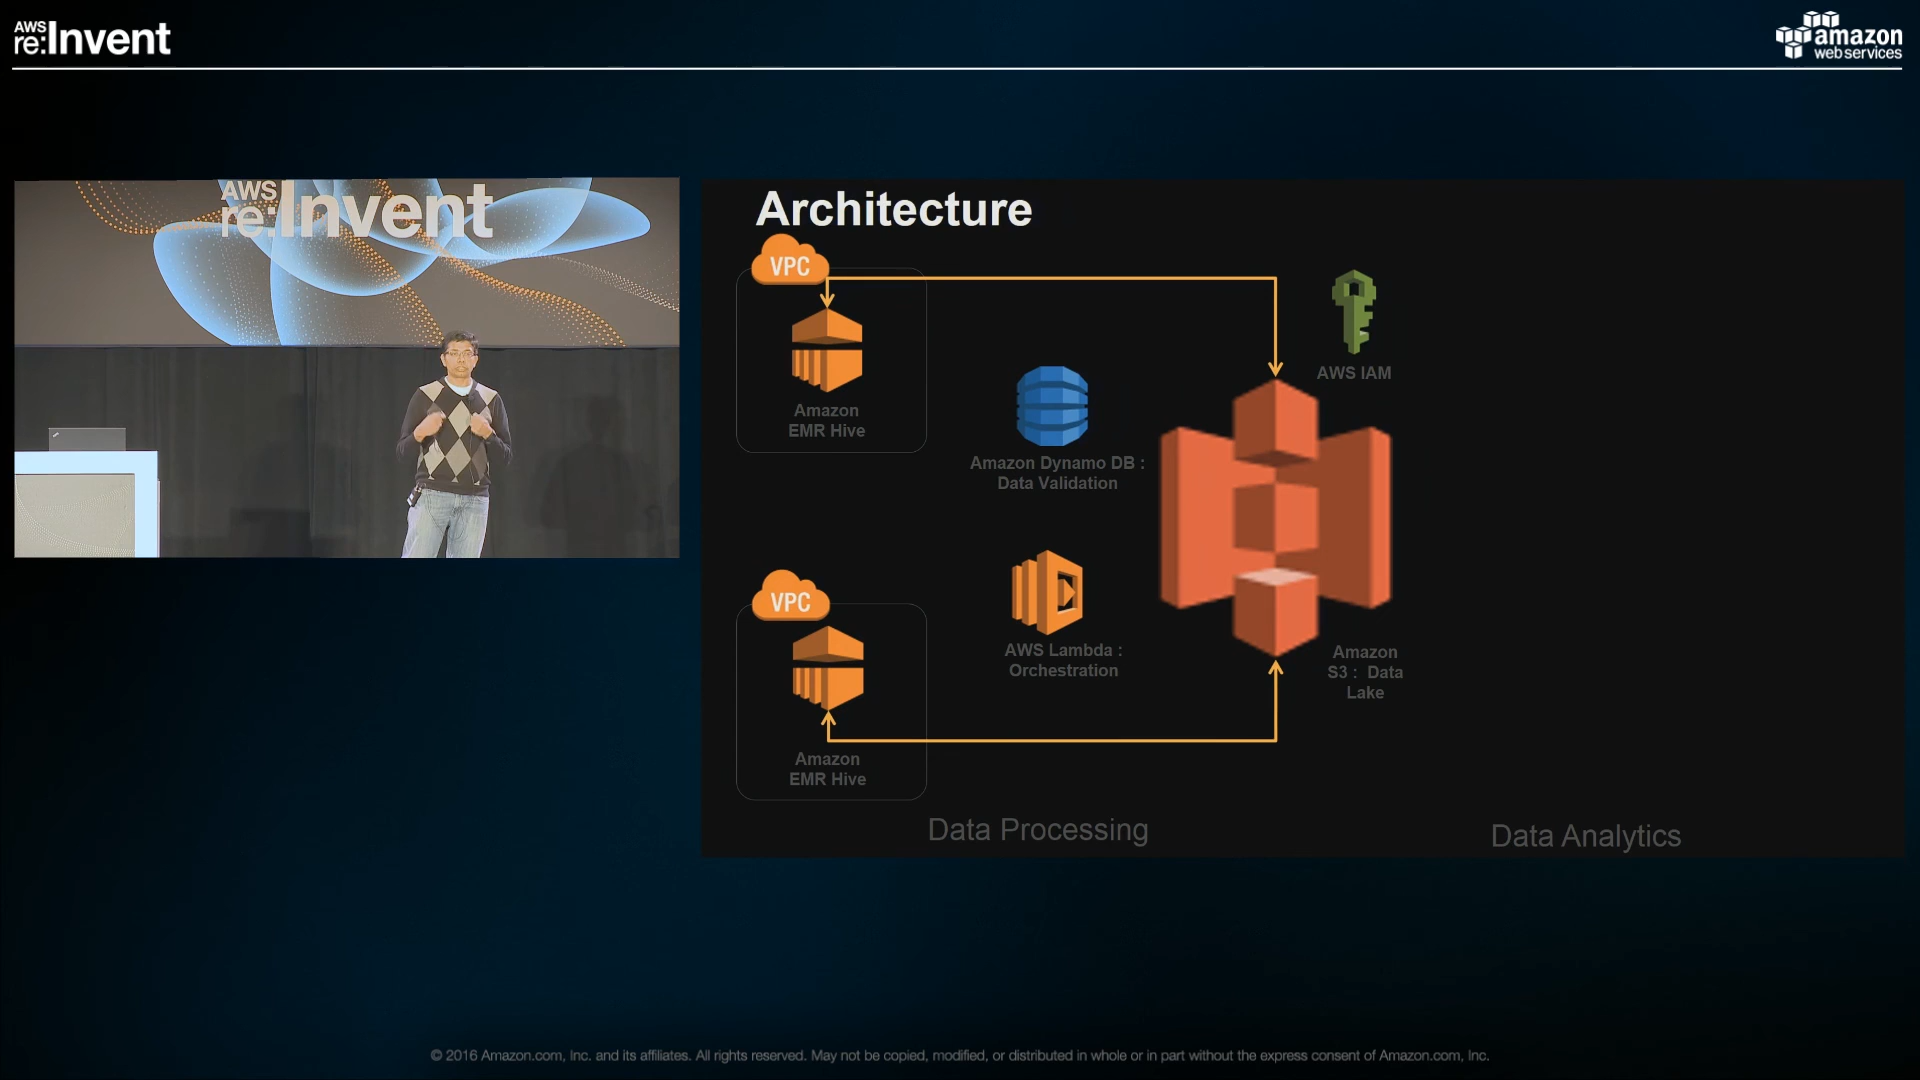 AWS
re:Invent
amazon
web services
AWS
re:Invent
Architecture
VPC
Amazon
EMR Hive
AWS IAM
Amazon Dynamo DB :
Data Validation
VPC
AWS Lambda :
Orchestration
Amazon
S3 : Data
Lake
Amazon
EMR Hive
Data Processing
Data Analytics
© 2016 Amazon.com, Inc. and its affiliates. All rights reserved. May not be copied, modified, or distributed in whole or in part without the express consent of Amazon.com, Inc.